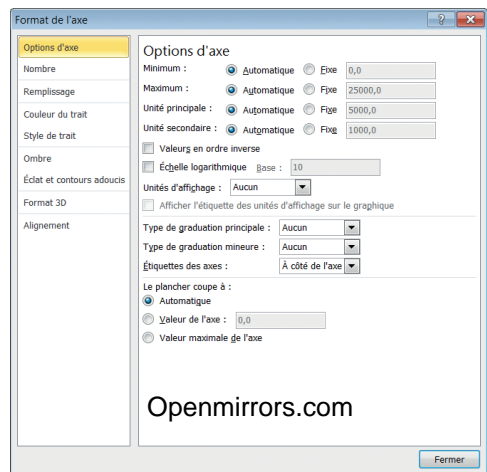 Format de l'axe
Options d'axe
Nombre
Remplissage
Couleur du trait
Style de trait
Ombre
Éclat et contours adoucis
Format 3D
Alignement
Options d'axe
Minimum : Automatique Fixe 0,0
Maximum : Automatique Fixe 25000,0
Unité principale : Automatique Fixe 5000,0
Unité secondaire : Automatique Fixe 1000,0
Valeurs en ordre inverse
Échelle logarithmique Base : 10
Unités d'affichage : Aucun
Afficher l'étiquette des unités d'affichage sur le graphique
Type de graduation principale : Aucun
Type de graduation mineure : Aucun
Étiquettes des axes : À côté de l'axe
Le plancher coupe à :
Automatique
Valeur de l'axe : 0,0
Valeur maximale de l'axe
Openmirrors.com
Fermer